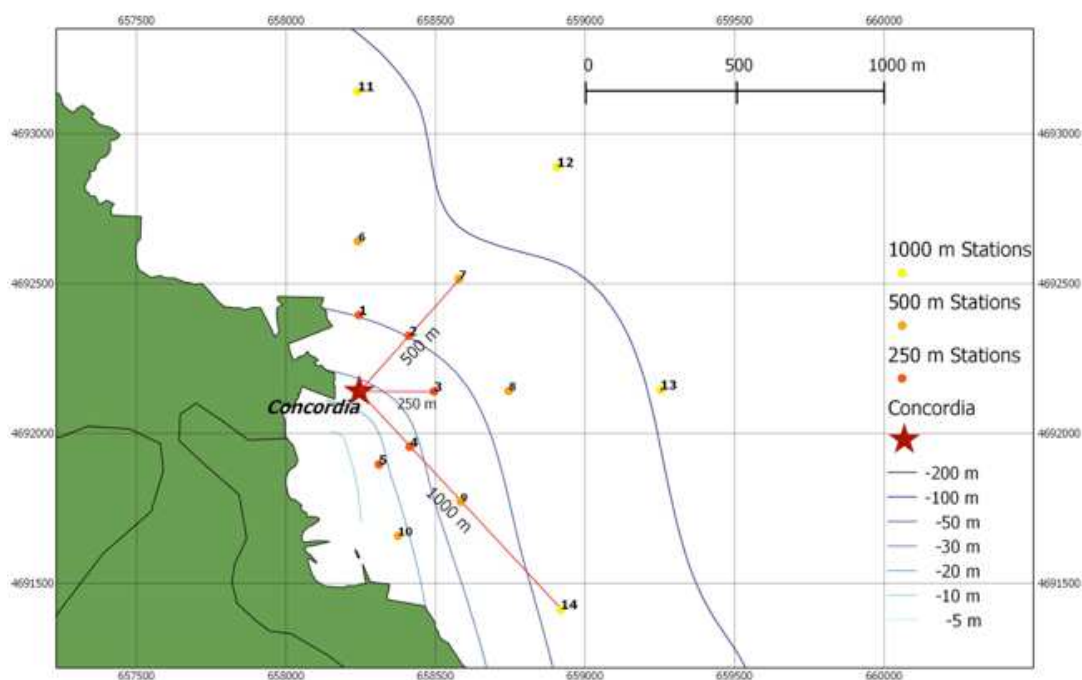 657500 658000 658500 659000 659500 660000
0 500 1000 m
11
4693000 4693000
12
6
1000 m Stations
7
4692500 4692500
500 m Stations
1
2
500 m
250 m Stations
3 8 13
250 m
Concordia
Concordia
4692000 4692000
4
5
-200 m
9
1000 m
-100 m
-50 m
10
-30 m
-20 m
4691500 4691500
-10 m
14
-5 m
657500 658000 658500 659000 659500 660000